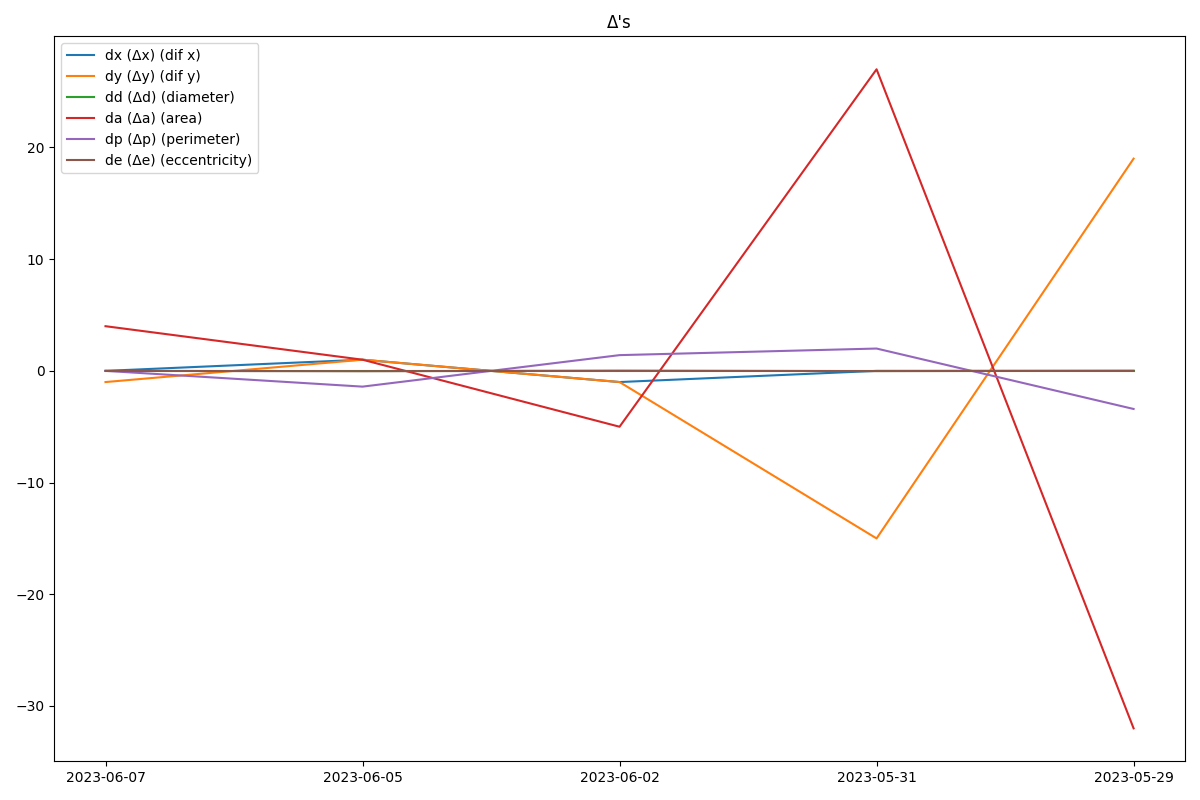 Δ's
dx (Δx) (dif x)
dy (Δy) (dif y)
dd (Δd) (diameter)
da (Δa) (area)
dp (Δp) (perimeter)
de (Δe) (eccentricity)
20
10
0
−10
−20
−30
2023-06-07 2023-06-05 2023-06-02 2023-05-31 2023-05-29